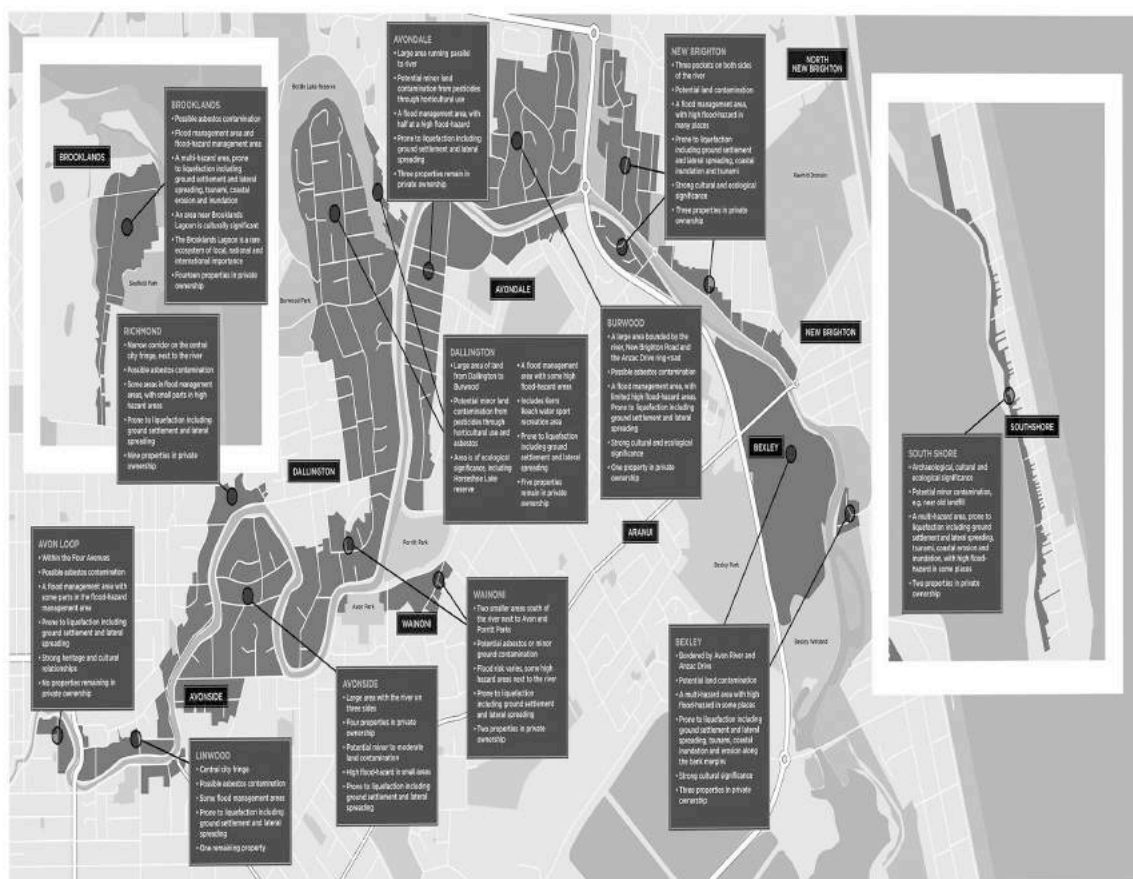 BROOKLANDS
• Possible asbestos contamination
• Flood management area and
flood-hazard management area
• A multi-hazard area, prone
to liquefaction including
ground settlement and lateral
spreading, tsunami, coastal
erosion and inundation
• An area near Brooklands
Lagoon is culturally significant
• The Brooklands Lagoon is a rare
ecosystem of local, national and
international importance
• Fourteen properties in private
ownership
BROOKLANDS
Seafield Park
RICHMOND
• Narrow corridor on the central
city fringe, next to the river
• Possible asbestos contamination
• Some areas in flood management
areas, with small parts in high
hazard areas
• Prone to liquefaction including
ground settlement and lateral
spreading
• Nine properties in private
ownership
AVON LOOP
• Within the Four Avenues
• Possible asbestos contamination
• A flood management area with
some parts in the flood-hazard
management area
• Prone to liquefaction including
ground settlement and lateral
spreading
• Strong heritage and cultural
relationships
• No properties remaining in
private ownership
LINWOOD
• Central city fringe
• Possible asbestos contamination
• Some flood management areas
• Prone to liquefaction including
ground settlement and lateral
spreading
• One remaining property
AVONSIDE
DALLINGTON
Bottle Lake Reserve
Burwood Park
AVONDALE
• Large area running parallel
to river
• Potential minor land
contamination from pesticides
through horticultural use
• A flood management area, with
half at a high flood-hazard
• Prone to liquefaction including
ground settlement and lateral
spreading
• Three properties remain in
private ownership
AVONDALE
DALLINGTON
• Large area of land
from Dallington to
Burwood
• Potential minor land
contamination from
pesticides through
horticultural use and
asbestos
• Area is of ecological
significance, including
Horseshoe Lake
reserve
• A flood management
area with some high
flood-hazard areas
• Includes Kerrs
Reach water sport
recreation area
• Prone to liquefaction
including ground
settlement and lateral
spreading
• Five properties
remain in private
ownership
Porritt Park
Avon Park
WAINONI
AVONSIDE
• Large area with the river on
three sides
• Four properties in private
ownership
• Potential minor to moderate
land contamination
• High flood-hazard in small areas
• Prone to liquefaction including
ground settlement and lateral
spreading
WAINONI
• Two smaller areas south of
the river next to Avon and
Porritt Parks
• Potential asbestos or minor
ground contamination
• Flood risk varies, some high
hazard areas next to the river
• Prone to liquefaction
including ground settlement
and lateral spreading
• Two properties in private
ownership
NEW BRIGHTON
• Three pockets on both sides
of the river
• Potential land contamination
• A flood management area,
with high flood-hazard in
many places
• Prone to liquefaction
including ground settlement
and lateral spreading, coastal
inundation and tsunami
• Strong cultural and ecological
significance
• Three properties in private
ownership
NORTH
NEW BRIGHTON
Rawhiti Domain
NEW BRIGHTON
BURWOOD
• A large area bounded by the
river, New Brighton Road and
the Anzac Drive ring-road
• Possible asbestos contamination
• A flood management area, with
limited high flood-hazard areas.
Prone to liquefaction including
ground settlement and lateral
spreading
• Strong cultural and ecological
significance
• One property in private
ownership
BEXLEY
ARANUI
Bexley Park
Bexley Wetland
BEXLEY
• Bordered by Avon River and
Anzac Drive
• Potential land contamination
• A multi-hazard area with high
flood-hazard in some places
• Prone to liquefaction including
ground settlement and lateral
spreading, tsunami, coastal
inundation and erosion along
the bank margins
• Strong cultural significance
• Three properties in private
ownership
SOUTHSHORE
SOUTH SHORE
• Archaeological, cultural and
ecological significance
• Potential minor contamination,
e.g. near old landfill
• A multi-hazard area, prone to
liquefaction including ground
settlement and lateral spreading,
tsunami, coastal erosion and
inundation, with high flood-
hazard in some places
• Two properties in private
ownership